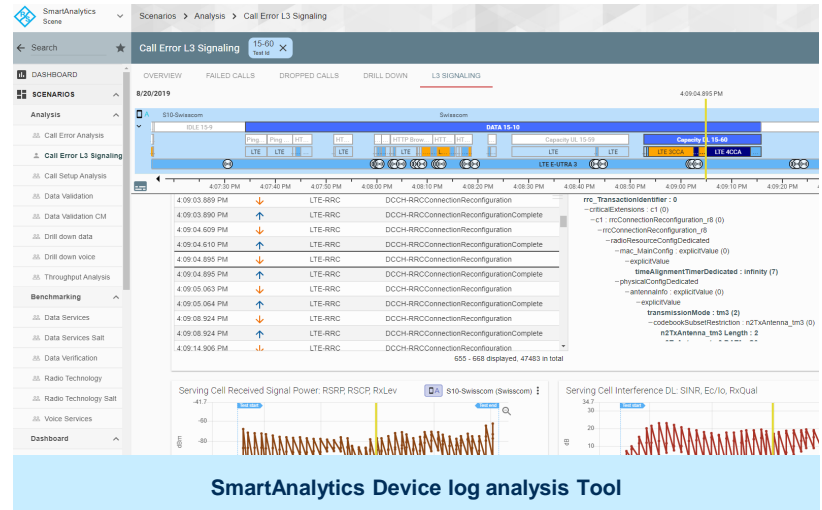 SmartAnalytics
Scene
Scenarios > Analysis > Call Error L3 Signaling
Search
Call Error L3 Signaling
15-60
Test Id
DASHBOARD
SCENARIOS
Analysis
Call Error Analysis
Call Error L3 Signaling
Call Setup Analysis
Data Validation
Data Validation CM
Drill down data
Drill down voice
Throughput Analysis
Benchmarking
Data Services
Data Services Salt
Data Verification
Radio Technology
Radio Technology Salt
Voice Services
Dashboard
OVERVIEW FAILED CALLS DROPPED CALLS DRILL DOWN L3 SIGNALING
8/20/2019 4:09:04.895 PM
A S10-Swisscom Swisscom
IDLE 15-9 DATA 15-10
Ping... Ping... HT... HT... HTTP Brow... HTT... HT... Capacity UL 15-59 Capacity DL 15-60
LTE LTE LTE LTE L... LTE LTE LTE 3CCA LTE 4CCA
LTE E-UTRA 3
4:07:30 PM 4:07:40 PM 4:07:50 PM 4:08:00 PM 4:08:10 PM 4:08:20 PM 4:08:30 PM 4:08:40 PM 4:08:50 PM 4:09:00 PM 4:09:10 PM 4:09:20 PM
4:09:03.889 PM LTE-RRC DCCH-RRCConnectionReconfiguration
4:09:03.890 PM LTE-RRC DCCH-RRCConnectionReconfigurationComplete
4:09:04.609 PM LTE-RRC DCCH-RRCConnectionReconfiguration
4:09:04.610 PM LTE-RRC DCCH-RRCConnectionReconfigurationComplete
4:09:04.895 PM LTE-RRC DCCH-RRCConnectionReconfiguration
4:09:04.895 PM LTE-RRC DCCH-RRCConnectionReconfigurationComplete
4:09:05.063 PM LTE-RRC DCCH-RRCConnectionReconfiguration
4:09:05.064 PM LTE-RRC DCCH-RRCConnectionReconfigurationComplete
4:09:08.924 PM LTE-RRC DCCH-RRCConnectionReconfiguration
4:09:08.924 PM LTE-RRC DCCH-RRCConnectionReconfigurationComplete
4:09:14.906 PM LTE-RRC DCCH-RRCConnectionReconfiguration
655 - 668 displayed, 47483 in total
rrc_TransactionIdentifier : 0
criticalExtensions : c1 (0)
c1 : rrcConnectionReconfiguration_r8 (0)
rrcConnectionReconfiguration_r8
radioResourceConfigDedicated
mac_MainConfig : explicitValue (0)
explicitValue
timeAlignmentTimerDedicated : infinity (7)
physicalConfigDedicated
antennaInfo : explicitValue (0)
explicitValue
transmissionMode : tm3 (2)
codebookSubsetRestriction : n2TxAntenna_tm3 (0)
n2TxAntenna_tm3 Length : 2
Serving Cell Received Signal Power: RSRP, RSCP, RxLev
A S10-Swisscom (Swisscom)
-41.7
Test start Test end
-60
dBm
-80
Serving Cell Interference DL: SINR, Ec/Io, RxQual
34.7
Test start
30
20
dB
10
SmartAnalytics Device log analysis Tool